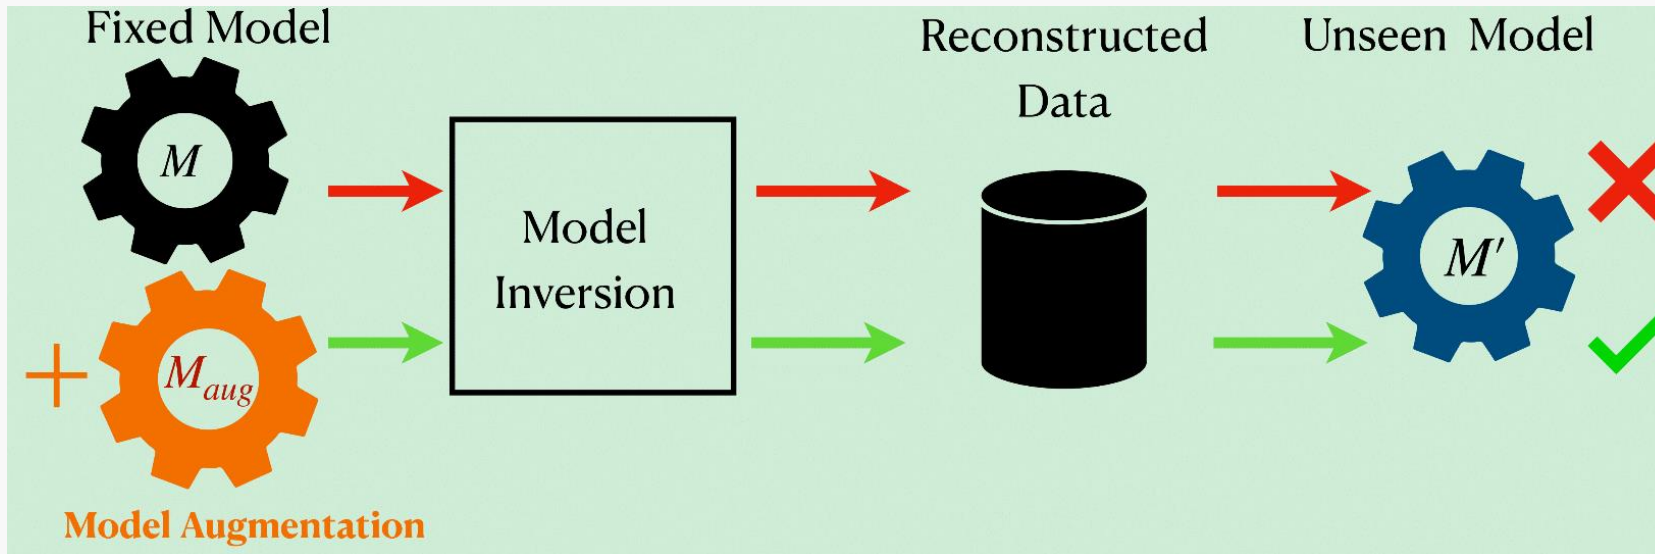 Fixed Model
Reconstructed
Data
Unseen Model
M
Model
Inversion
M'
+
M_aug
Model Augmentation